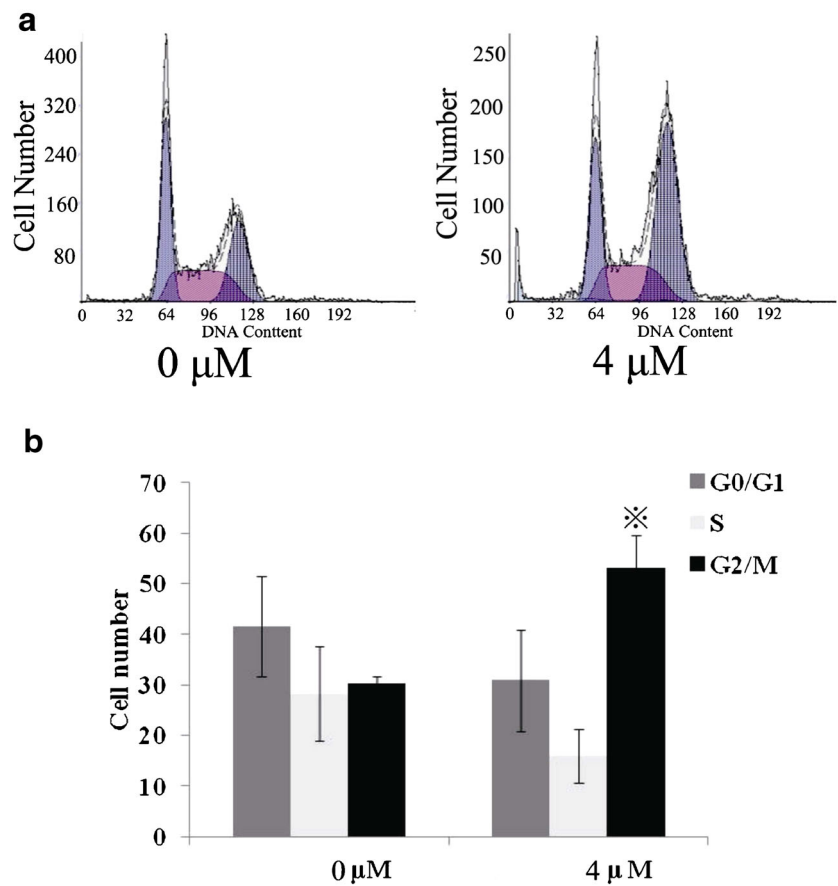 a
400
320
240
160
80
Cell Number
0 32 64 96 128 160 192
DNA Conttent
0 μM
250
200
150
100
50
Cell Number
0 32 64 96 128 160 192
DNA Content
4 μM
b
70
60
50
40
30
20
10
0
Cell number
※
G0/G1
S
G2/M
0 μM
4 μM